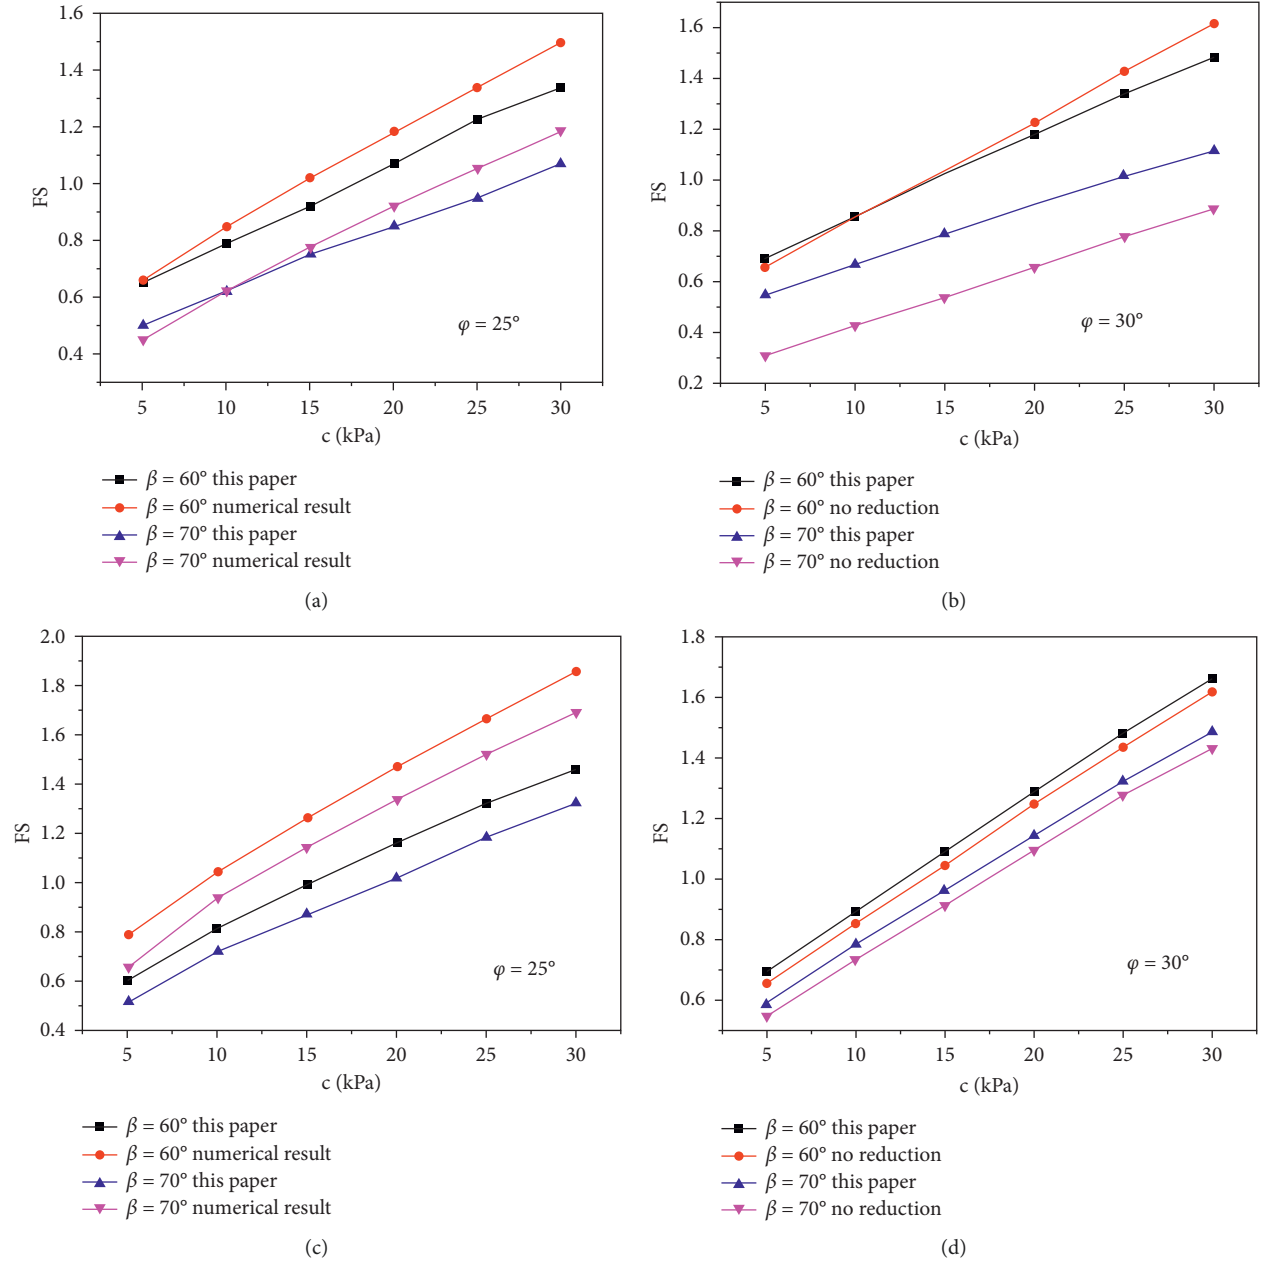 1.6
1.4
1.2
1.0
0.8
0.6
0.4
FS
φ = 25°
5 10 15 20 25 30
c (kPa)
β = 60° this paper
β = 60° numerical result
β = 70° this paper
β = 70° numerical result
(a)
1.6
1.4
1.2
1.0
0.8
0.6
0.4
0.2
FS
φ = 30°
5 10 15 20 25 30
c (kPa)
β = 60° this paper
β = 60° no reduction
β = 70° this paper
β = 70° no reduction
(b)
2.0
1.8
1.6
1.4
1.2
1.0
0.8
0.6
0.4
FS
φ = 25°
5 10 15 20 25 30
c (kPa)
β = 60° this paper
β = 60° numerical result
β = 70° this paper
β = 70° numerical result
(c)
1.8
1.6
1.4
1.2
1.0
0.8
0.6
FS
φ = 30°
5 10 15 20 25 30
c (kPa)
β = 60° this paper
β = 60° no reduction
β = 70° this paper
β = 70° no reduction
(d)